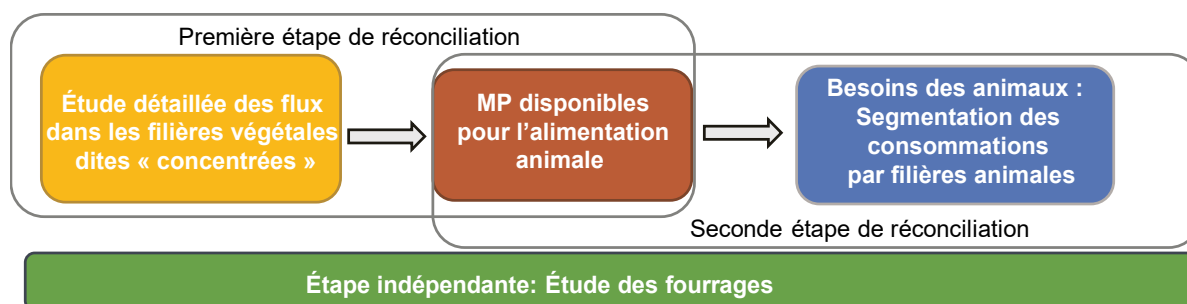 Première étape de réconciliation
Étude détaillée des flux
dans les filières végétales
dites « concentrées »
MP disponibles
pour l'alimentation
animale
Besoins des animaux :
Segmentation des
consommations
par filières animales
Seconde étape de réconciliation
Étape indépendante: Étude des fourrages